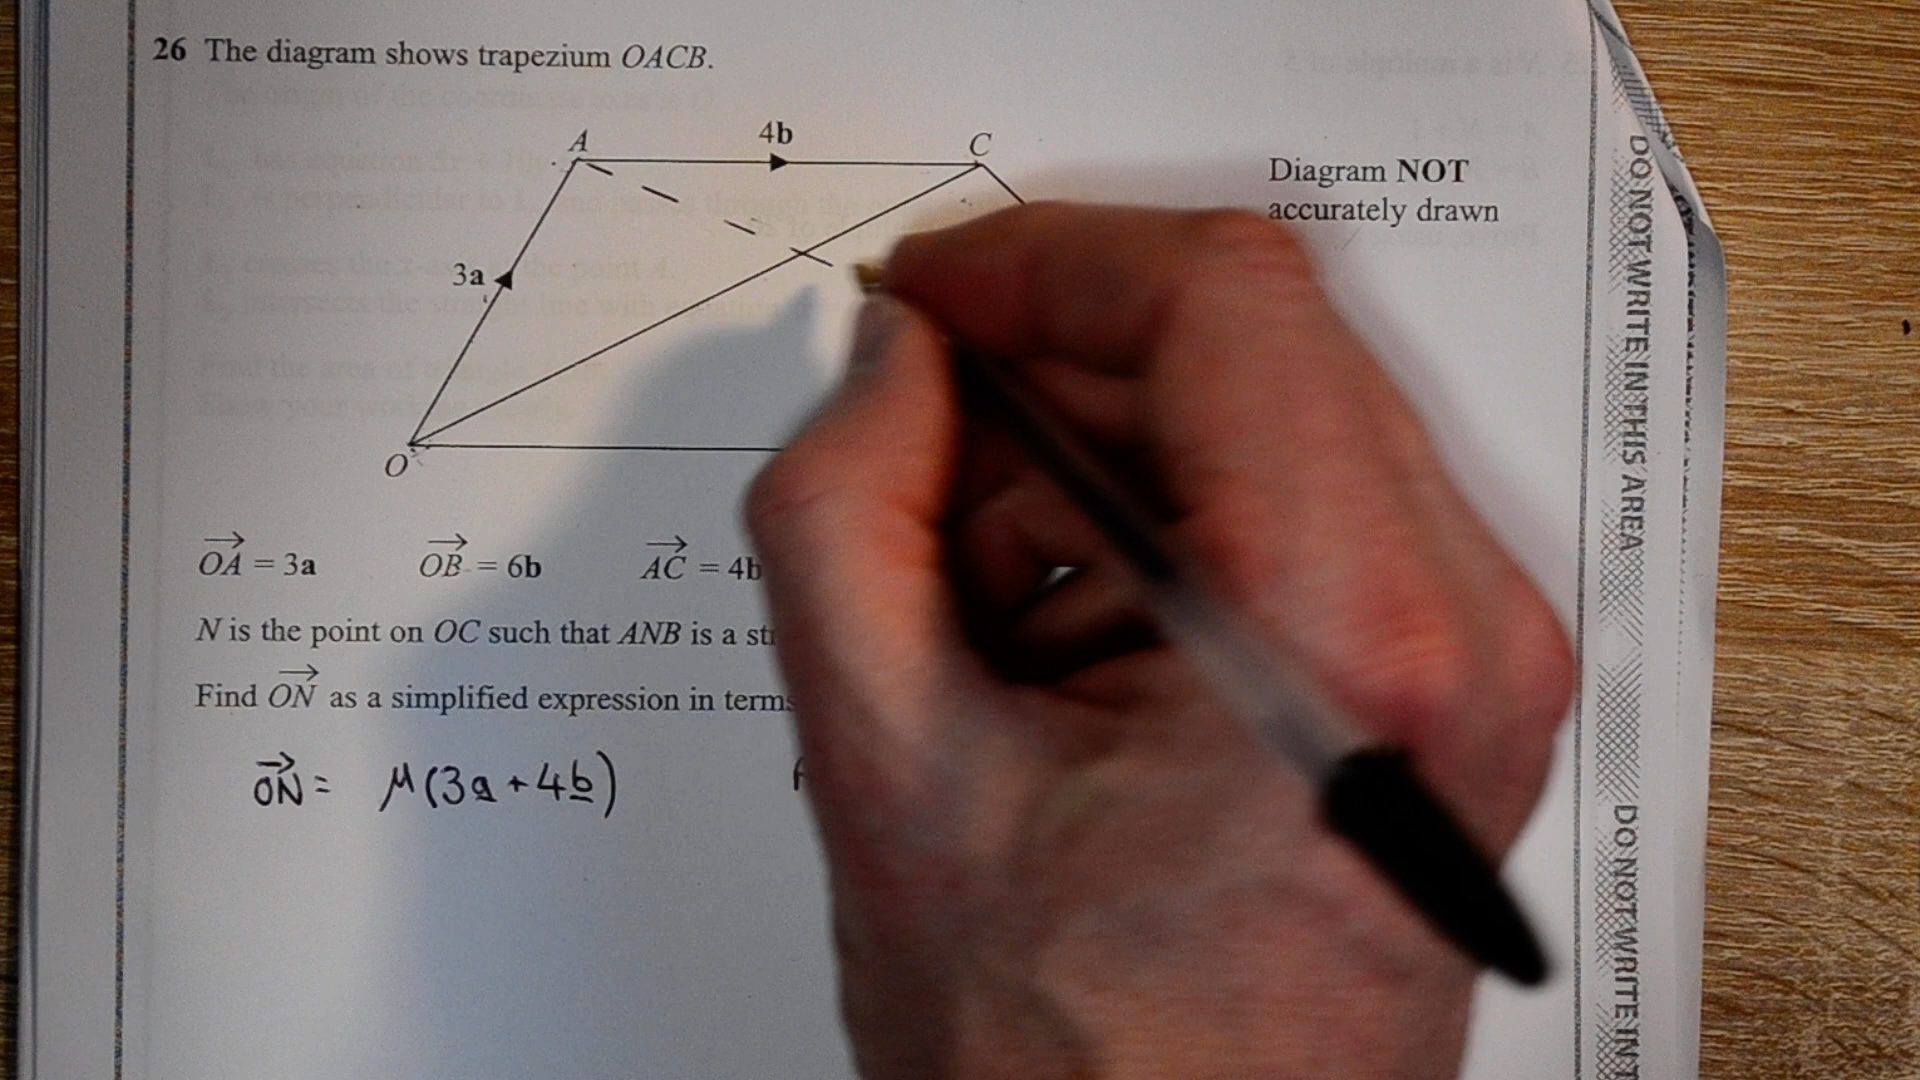 26 The diagram shows trapezium OACB.
A
4b
C
Diagram NOT
accurately drawn
3a
O
OA = 3a
OB = 6b
AC = 4b
N is the point on OC such that ANB is a
Find ON as a simplified expression in terms
ON = μ(3a + 4b)
DO NOT WRITE IN THIS AREA
DO NOT WRITE IN